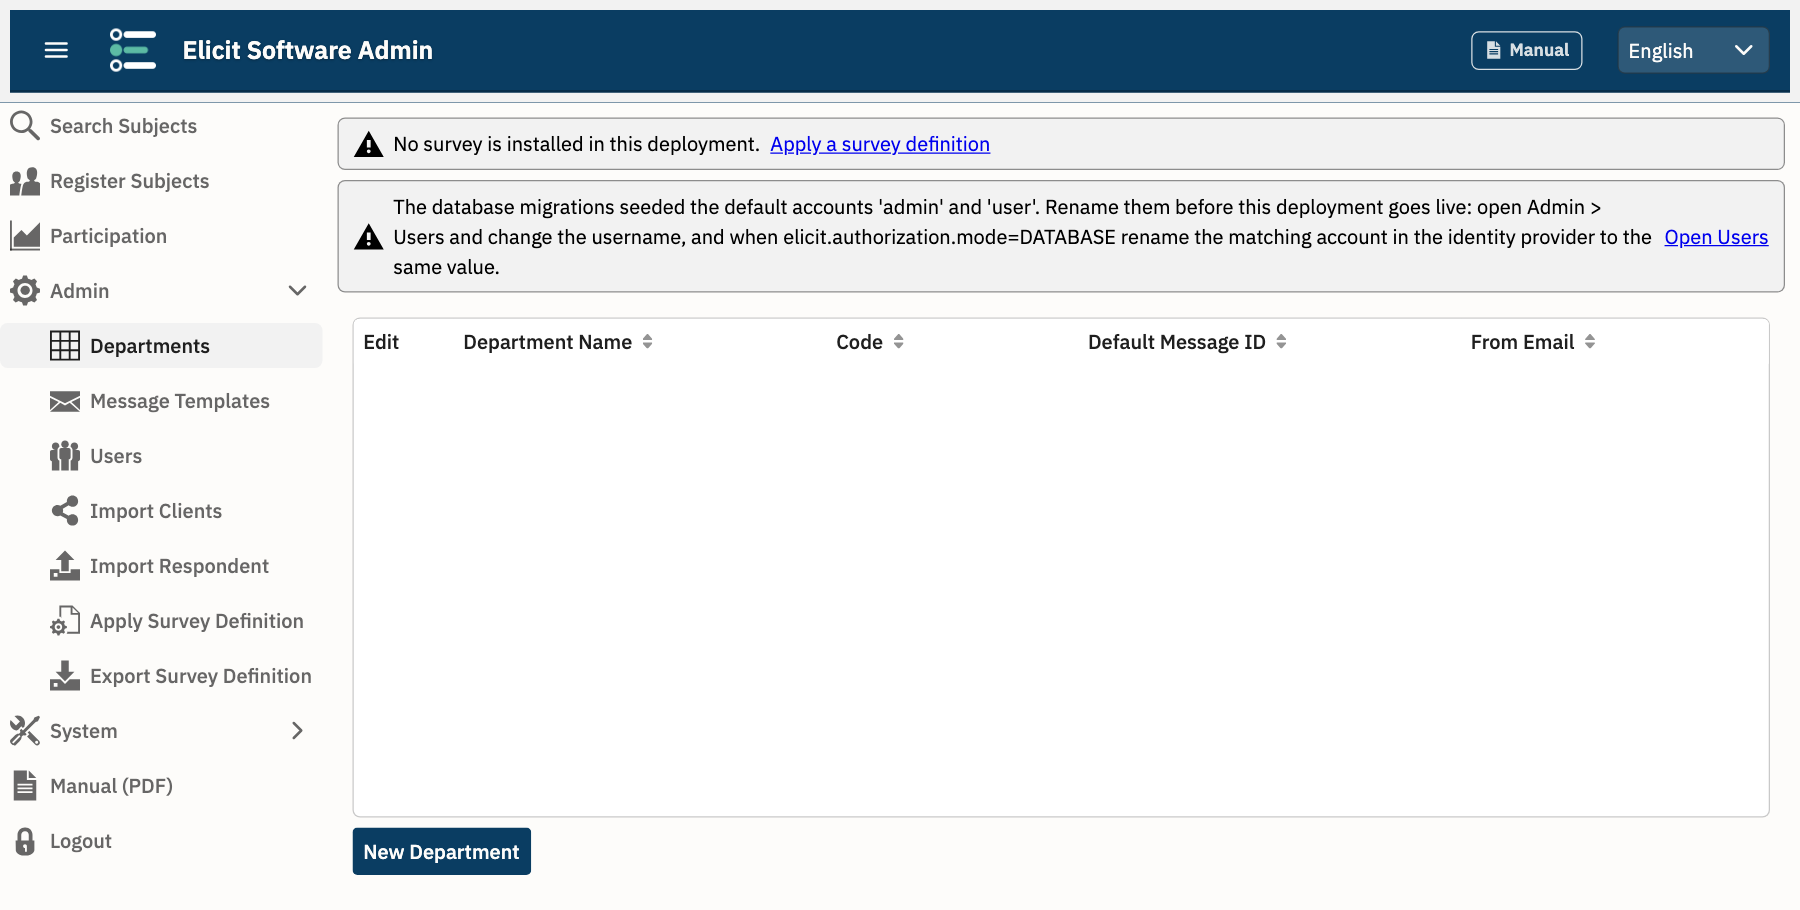 Elicit Software Admin
Manual
English
Search Subjects
Register Subjects
Participation
Admin
Departments
Message Templates
Users
Import Clients
Import Respondent
Apply Survey Definition
Export Survey Definition
System
Manual (PDF)
Logout
No survey is installed in this deployment. Apply a survey definition
The database migrations seeded the default accounts 'admin' and 'user'. Rename them before this deployment goes live: open Admin >
Users and change the username, and when elicit.authorization.mode=DATABASE rename the matching account in the identity provider to the
same value.
Open Users
Edit Department Name Code Default Message ID From Email
New Department